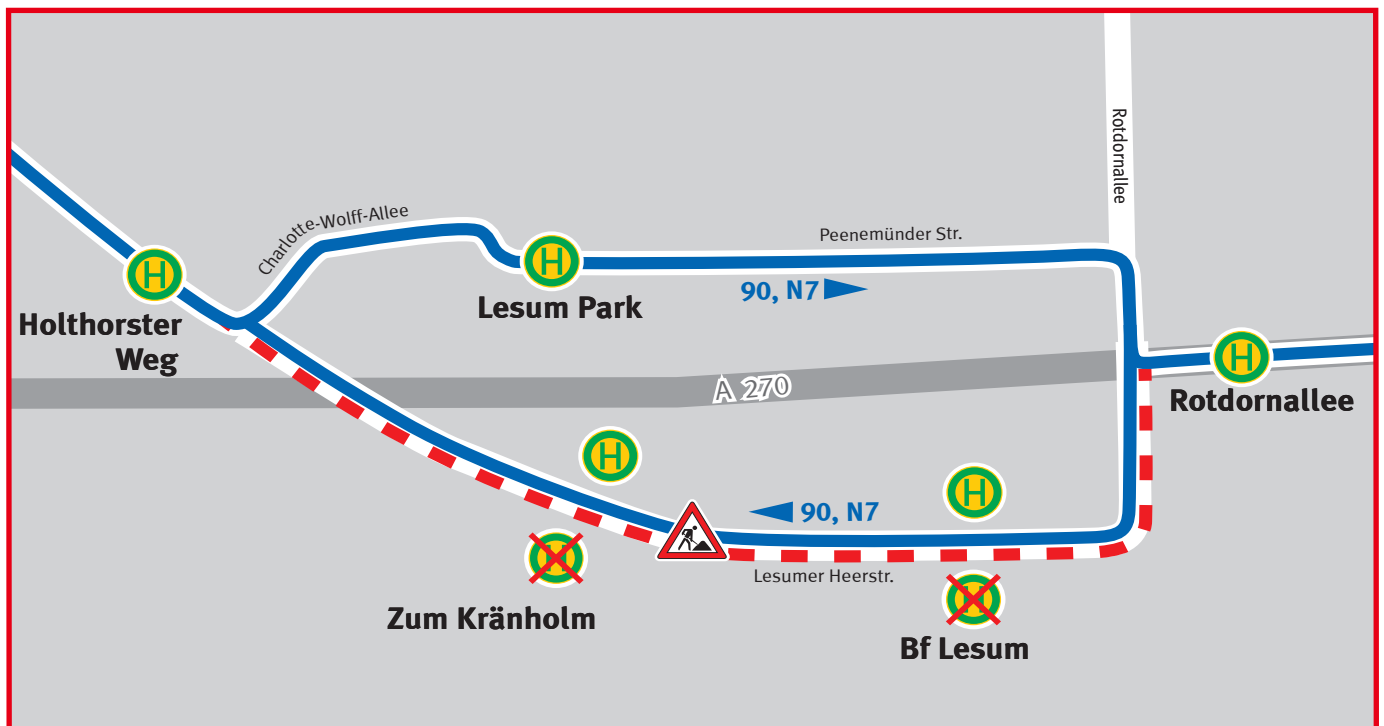 Rotdornallee
Charlotte-Wolff-Allee
Peenemünder Str.
H
H
Lesum Park
90, N7
Holthorster
Weg
H
A 270
Rotdornallee
H
H
90, N7
H
Lesumer Heerstr.
H
Zum Kränholm
Bf Lesum